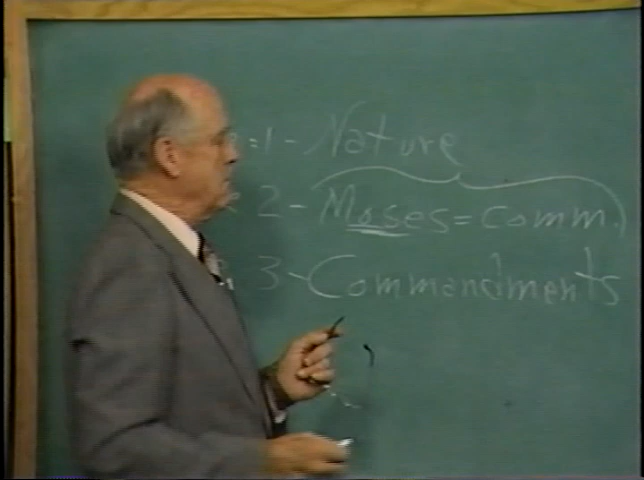 =1 - Nature
2 - Moses = comm.
3 - Commandments